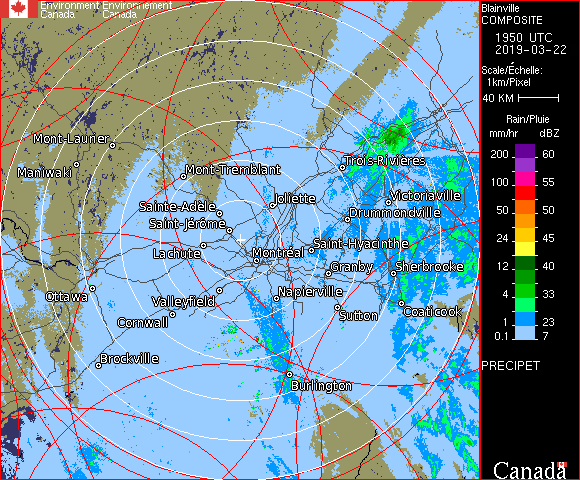 Environment Environnement
Canada Canada
Blainville
COMPOSITE
1950 UTC
2019-03-22
Scale/Échelle:
1km/Pixel
40 KM
Rain/Pluie
mm/hr dBZ
200 60
100 55
50 50
24 45
12 40
4 33
1 23
0.1 7
PRECIPET
Canada
Mont-Laurier
Maniwaki
Mont-Tremblant
Trois-Rivières
Sainte-Adèle
Joliette
Victoriaville
Saint-Jérôme
Drummondville
Lachute
Montréal
Saint-Hyacinthe
Granby
Sherbrooke
Ottawa
Valleyfield
Napierville
Cornwall
Sutton
Coaticook
Brockville
Burlington